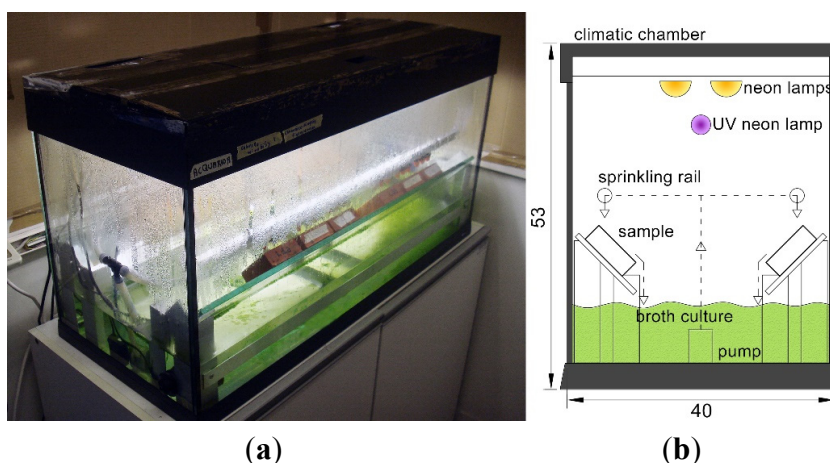 climatic chamber
neon lamps
UV neon lamp
sprinkling rail
sample
broth culture
pump
53
40
(a)
(b)